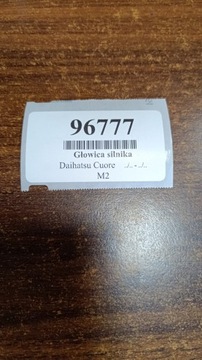 96777
Głowica silnika
Daihatsu Cuore ./.-./..
M2